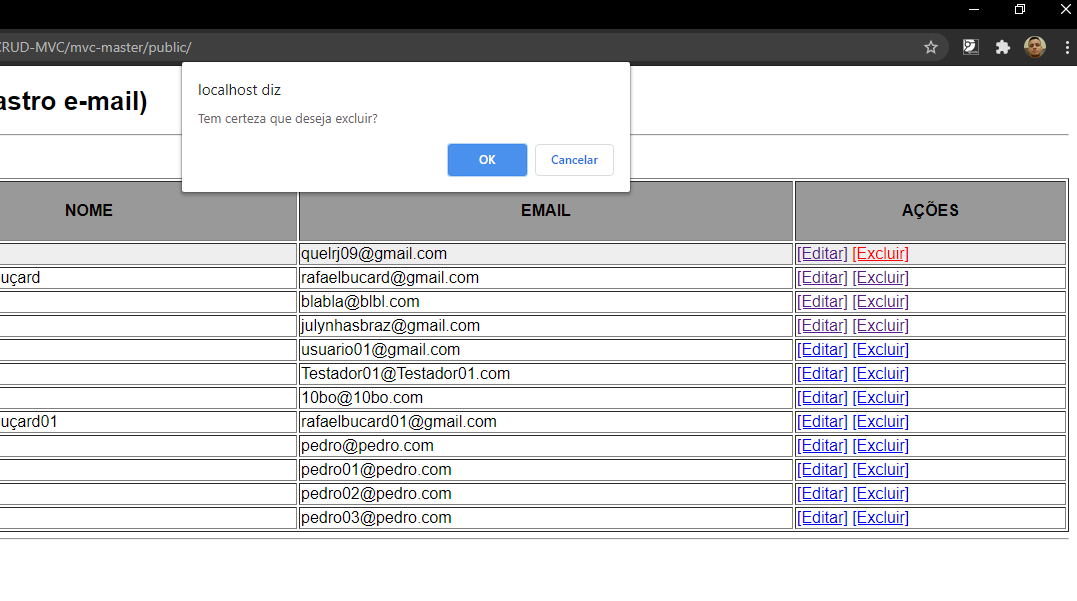 CRUD-MVC/mvc-master/public/
localhost diz
Tem certeza que deseja excluir?
OK Cancelar
astro e-mail)
NOME EMAIL AÇÕES
quelrj09@gmail.com [Editar] [Excluir]
uçard rafaelbucard@gmail.com [Editar] [Excluir]
blabla@blbl.com [Editar] [Excluir]
julynhasbraz@gmail.com [Editar] [Excluir]
usuario01@gmail.com [Editar] [Excluir]
Testador01@Testador01.com [Editar] [Excluir]
10bo@10bo.com [Editar] [Excluir]
uçard01 rafaelbucard01@gmail.com [Editar] [Excluir]
pedro@pedro.com [Editar] [Excluir]
pedro01@pedro.com [Editar] [Excluir]
pedro02@pedro.com [Editar] [Excluir]
pedro03@pedro.com [Editar] [Excluir]